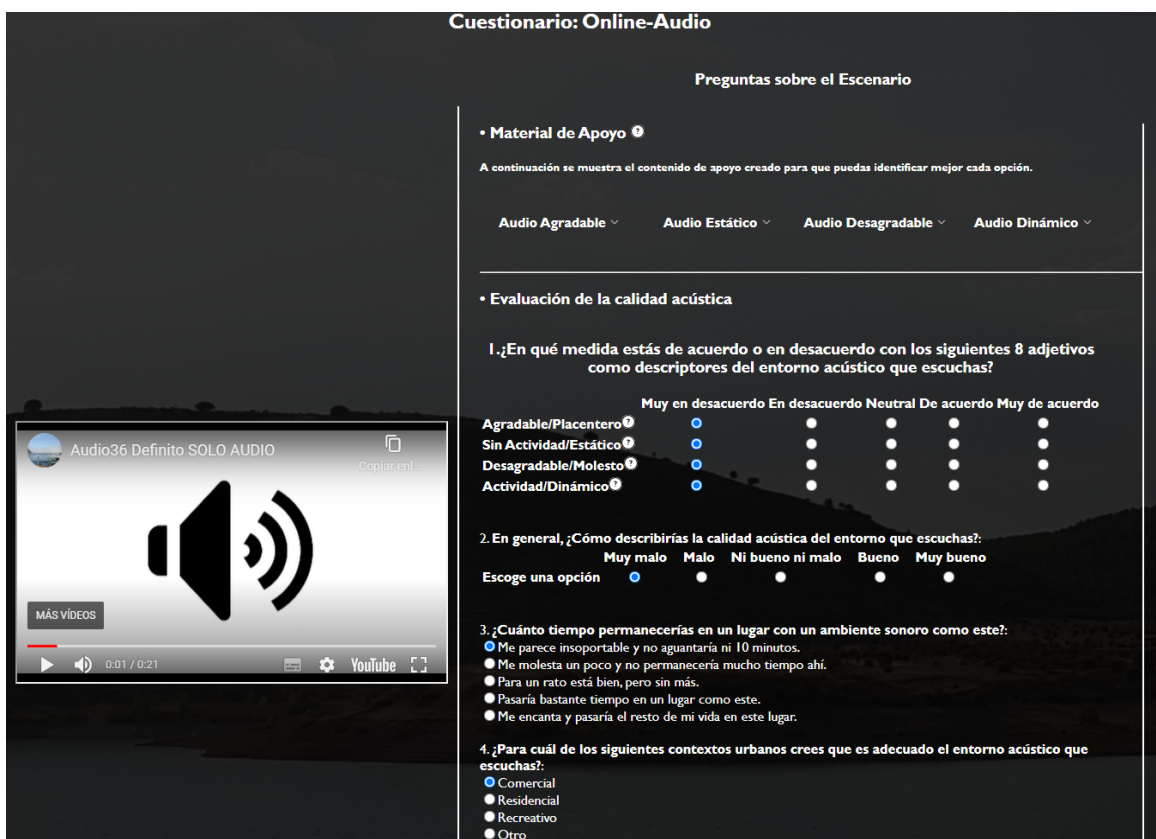 Cuestionario: Online-Audio
Preguntas sobre el Escenario
• Material de Apoyo ?
A continuación se muestra el contenido de apoyo creado para que puedas identificar mejor cada opción.
Audio Agradable Audio Estático Audio Desagradable Audio Dinámico
• Evaluación de la calidad acústica
1.¿En qué medida estás de acuerdo o en desacuerdo con los siguientes 8 adjetivos
como descriptores del entorno acústico que escuchas?
Muy en desacuerdo En desacuerdo Neutral De acuerdo Muy de acuerdo
Agradable/Placentero?
Sin Actividad/Estático?
Desagradable/Molesto?
Actividad/Dinámico?
2. En general, ¿Cómo describirías la calidad acústica del entorno que escuchas?:
Muy malo Malo Ni bueno ni malo Bueno Muy bueno
Escoge una opción
3. ¿Cuánto tiempo permanecerías en un lugar con un ambiente sonoro como este?:
Me parece insoportable y no aguantaría ni 10 minutos.
Me molesta un poco y no permanecería mucho tiempo ahí.
Para un rato está bien, pero sin más.
Pasaría bastante tiempo en un lugar como este.
Me encanta y pasaría el resto de mi vida en este lugar.
4. ¿Para cuál de los siguientes contextos urbanos crees que es adecuado el entorno acústico que
escuchas?:
Comercial
Residencial
Recreativo
Otro
Audio36 Definito SOLO AUDIO
Copiar enl...
MÁS VÍDEOS
0:01 / 0:21 YouTube